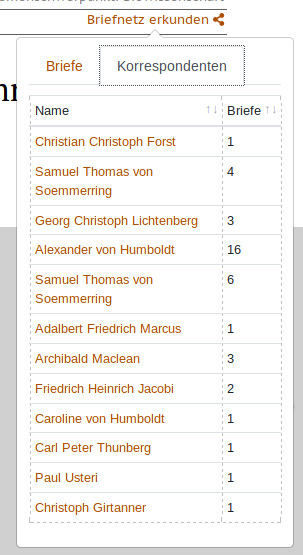 Briefnetz erkunden
Briefe Korrespondenten
Name Briefe
Christian Christoph Forst 1
Samuel Thomas von 4
Soemmerring
Georg Christoph Lichtenberg 3
Alexander von Humboldt 16
Samuel Thomas von 6
Soemmerring
Adalbert Friedrich Marcus 1
Archibald Maclean 3
Friedrich Heinrich Jacobi 2
Caroline von Humboldt 1
Carl Peter Thunberg 1
Paul Usteri 1
Christoph Girtanner 1